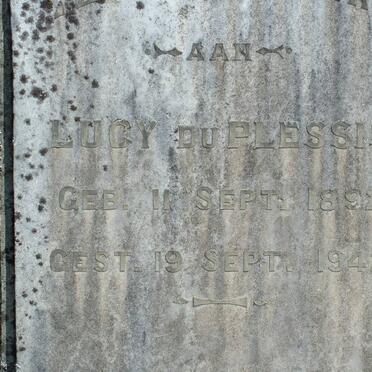 AAN
LUCY DU PLESSI
GEB. 11 SEPT. 189
GEST. 19 SEPT. 194